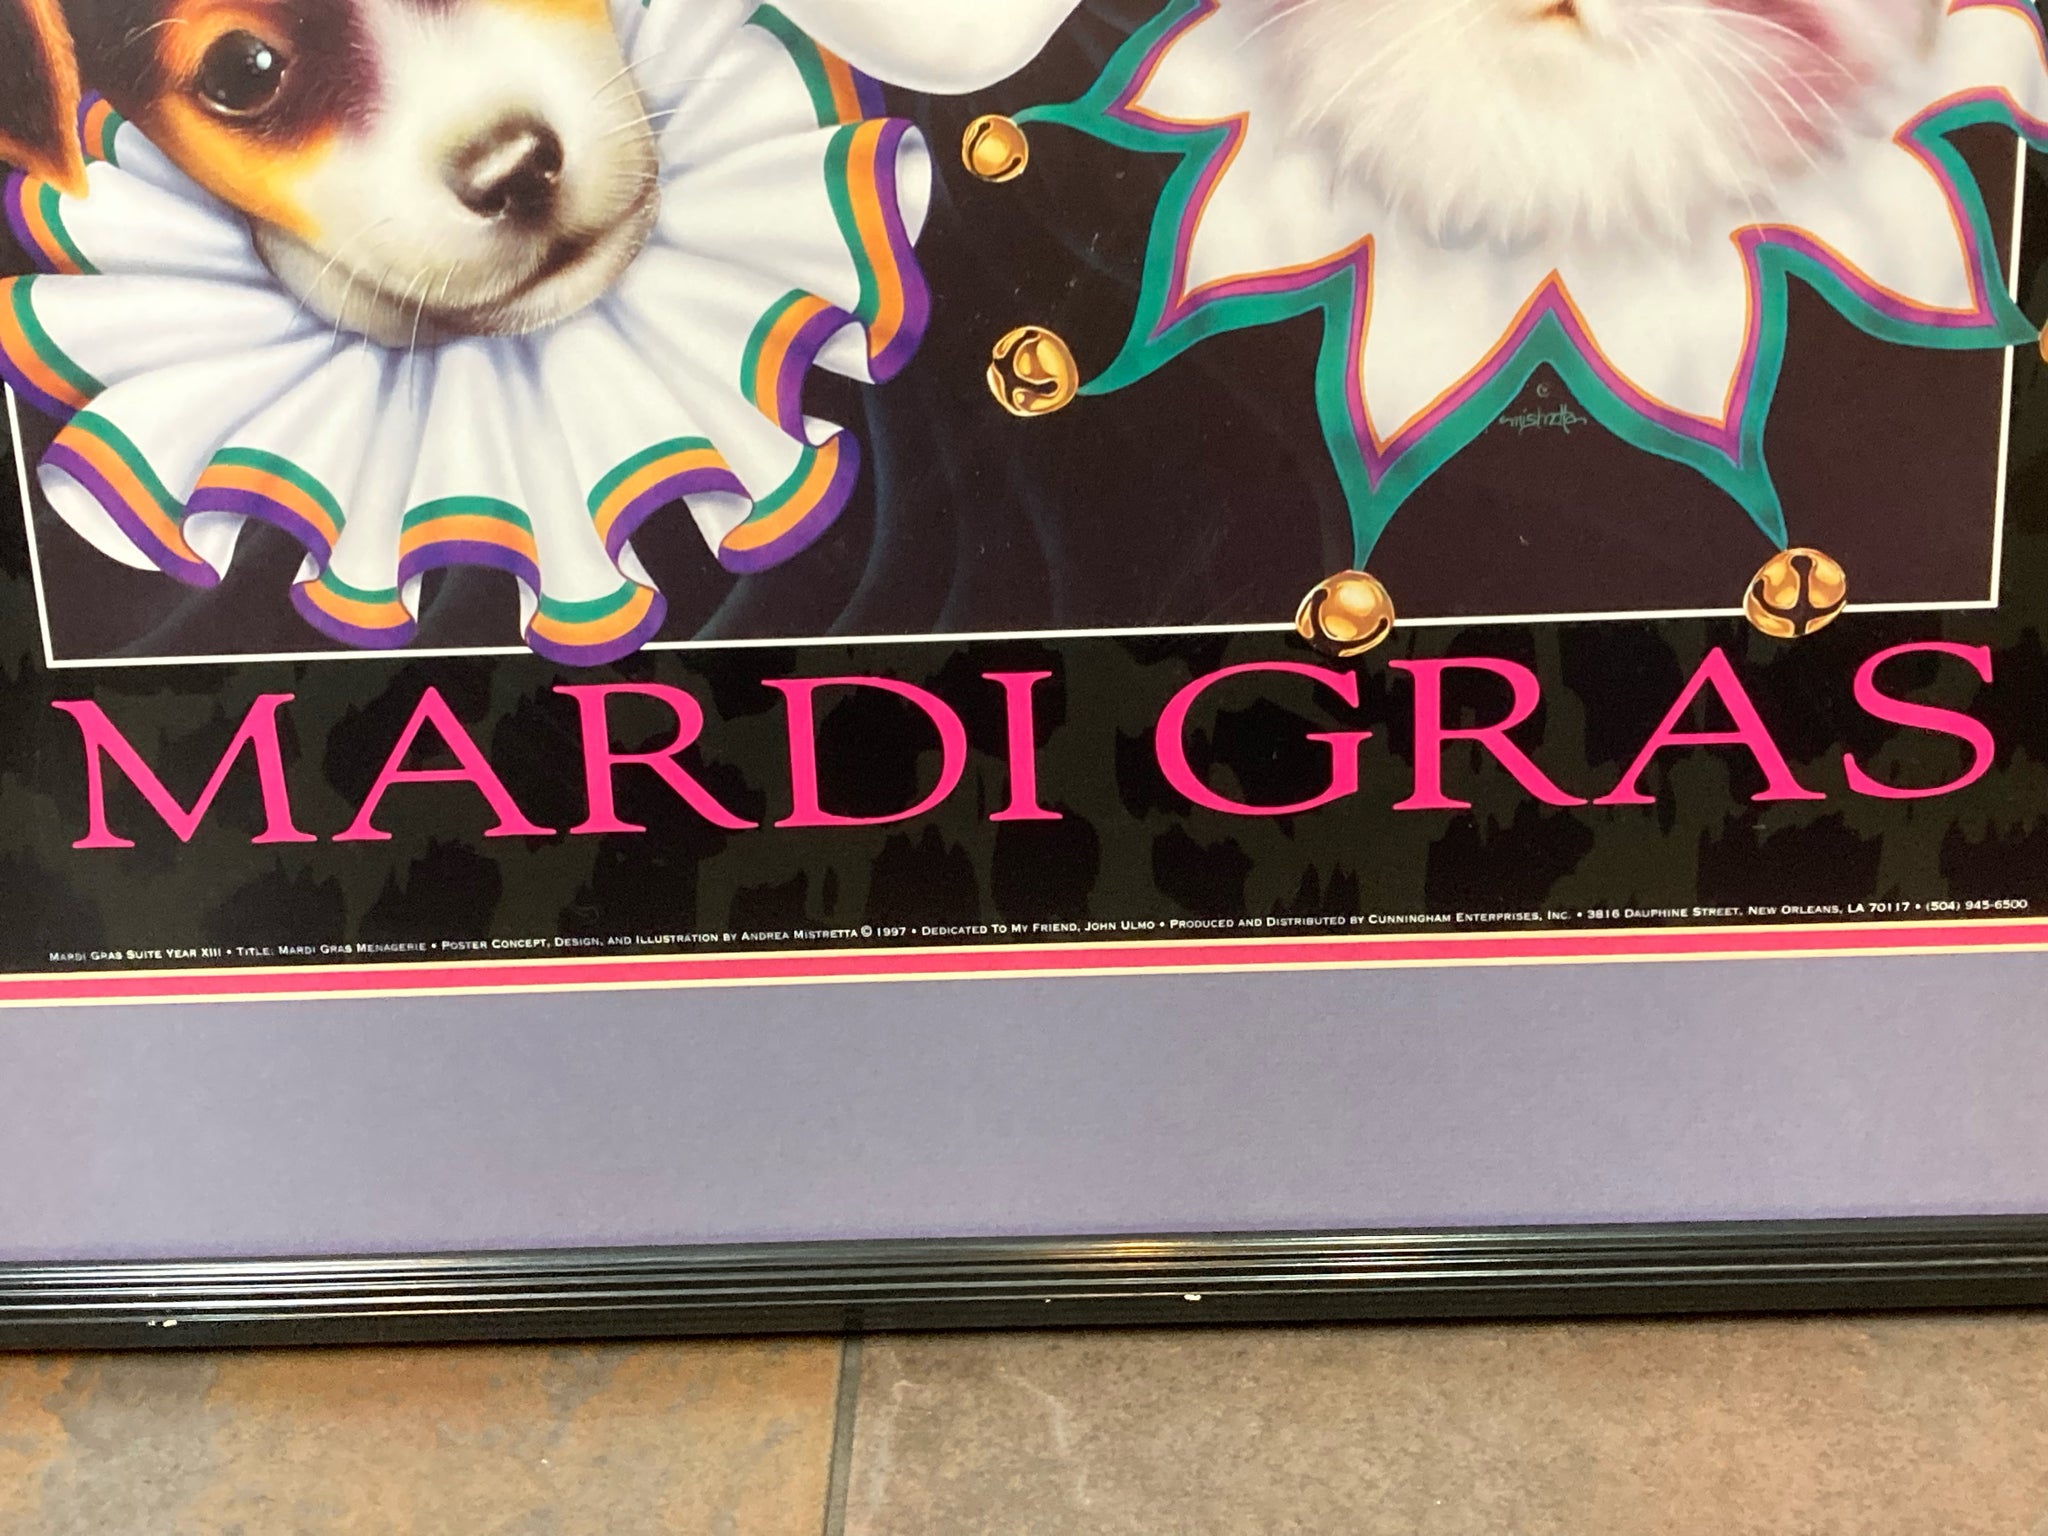 © mistretta
MARDI GRAS
MARDI GRAS SUITE YEAR XIII • TITLE: MARDI GRAS MENAGERIE • POSTER CONCEPT, DESIGN, AND ILLUSTRATION BY ANDREA MISTRETTA © 1997 • DEDICATED TO MY FRIEND, JOHN ULMO • PRODUCED AND DISTRIBUTED BY CUNNINGHAM ENTERPRISES, INC. • 3816 DAUPHINE STREET, NEW ORLEANS, LA 70117 • (504) 945-6500